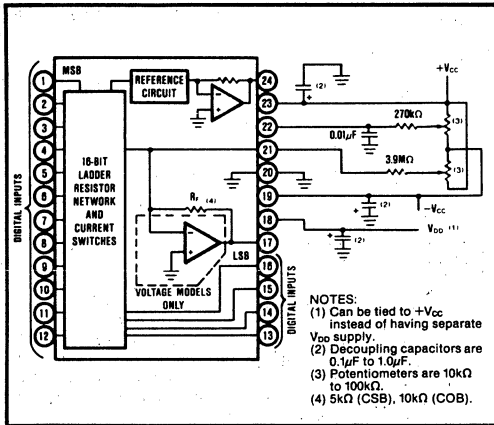 MSB
REFERENCE
CIRCUIT
16-BIT
LADDER
RESISTOR
NETWORK
AND
CURRENT
SWITCHES
DIGITAL INPUTS
1
2
3
4
5
6
7
8
9
10
11
12
24
23
22
21
20
19
18
17
16
15
14
13
RF (4)
VOLTAGE MODELS
ONLY
LSB
DIGITAL INPUTS
+VCC
(2)
+
270kΩ
(3)
0.01μF
3.9MΩ
(3)
+
(2)
-VCC
+
(2)
VDD (1)
NOTES:
(1) Can be tied to +VCC
instead of having separate
VDD supply.
(2) Decoupling capacitors are
0.1μF to 1.0μF.
(3) Potentiometers are 10kΩ
to 100kΩ.
(4) 5kΩ (CSB), 10kΩ (COB).